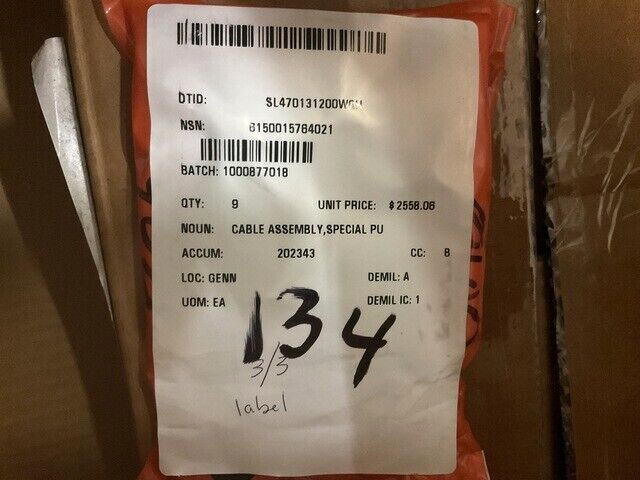 DTID: SL470131200W
NSN: 6150015764021
BATCH: 1000877018
QTY: 9 UNIT PRICE: $ 2558.06
NOUN: CABLE ASSEMBLY,SPECIAL PU
ACCUM: 202343 CC: 8
LOC: GENN DEMIL: A
UOM: EA DEMIL IC: 1
134
3/3
label